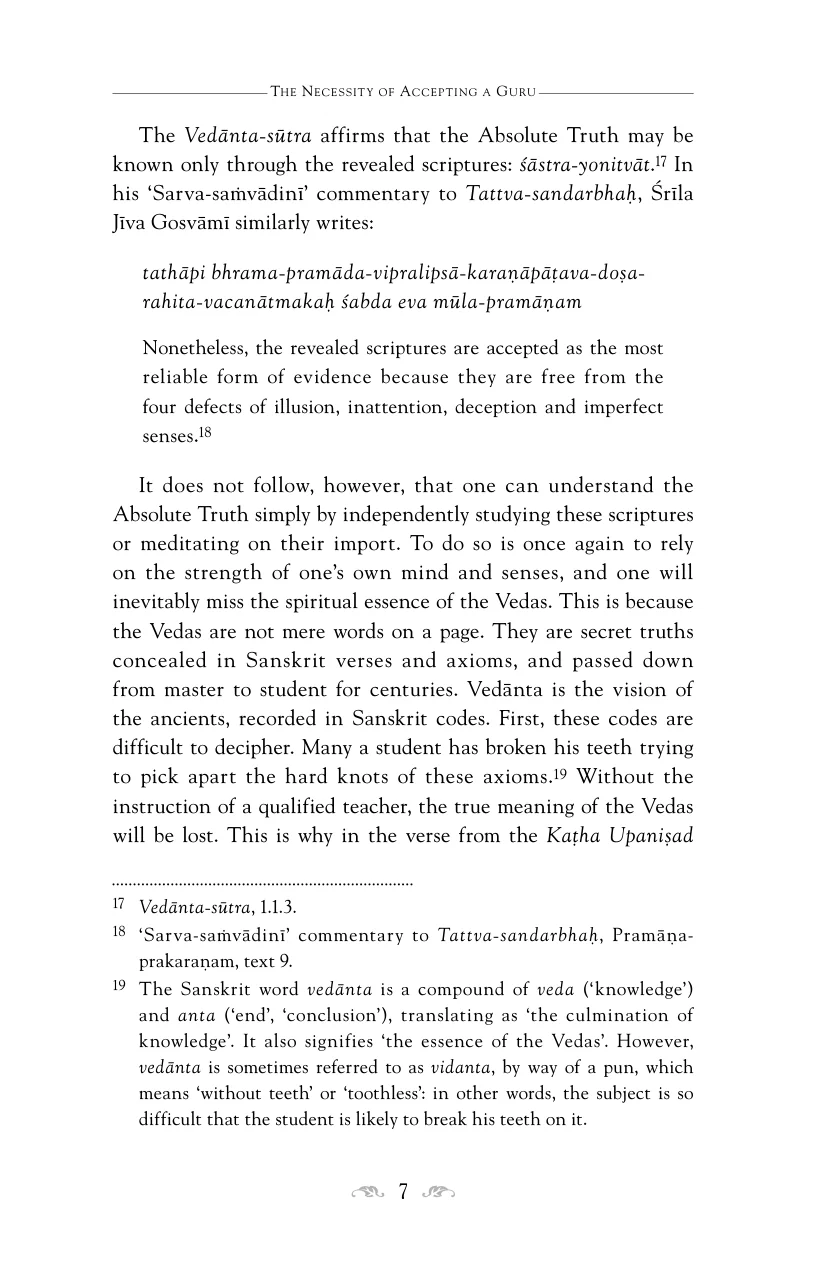 The Necessity of Accepting a Guru
The Vedānta-sūtra affirms that the Absolute Truth may be
known only through the revealed scriptures: śāstra-yonitvāt.17 In
his ‘Sarva-saṁvādinī’ commentary to Tattva-sandarbhaḥ, Śrīla
Jīva Gosvāmī similarly writes:
tathāpi bhrama-pramāda-vipralipsā-karaṇāpāṭava-doṣa-
rahita-vacanātmakaḥ śabda eva mūla-pramāṇam
Nonetheless, the revealed scriptures are accepted as the most
reliable form of evidence because they are free from the
four defects of illusion, inattention, deception and imperfect
senses.18
It does not follow, however, that one can understand the
Absolute Truth simply by independently studying these scriptures
or meditating on their import. To do so is once again to rely
on the strength of one’s own mind and senses, and one will
inevitably miss the spiritual essence of the Vedas. This is because
the Vedas are not mere words on a page. They are secret truths
concealed in Sanskrit verses and axioms, and passed down
from master to student for centuries. Vedānta is the vision of
the ancients, recorded in Sanskrit codes. First, these codes are
difficult to decipher. Many a student has broken his teeth trying
to pick apart the hard knots of these axioms.19 Without the
instruction of a qualified teacher, the true meaning of the Vedas
will be lost. This is why in the verse from the Kaṭha Upaniṣad
17 Vedānta-sūtra, 1.1.3.
18 ‘Sarva-saṁvādinī’ commentary to Tattva-sandarbhaḥ, Pramāṇa-
prakaraṇam, text 9.
19 The Sanskrit word vedānta is a compound of veda (‘knowledge’)
and anta (‘end’, ‘conclusion’), translating as ‘the culmination of
knowledge’. It also signifies ‘the essence of the Vedas’. However,
vedānta is sometimes referred to as vidanta, by way of a pun, which
means ‘without teeth’ or ‘toothless’: in other words, the subject is so
difficult that the student is likely to break his teeth on it.
7